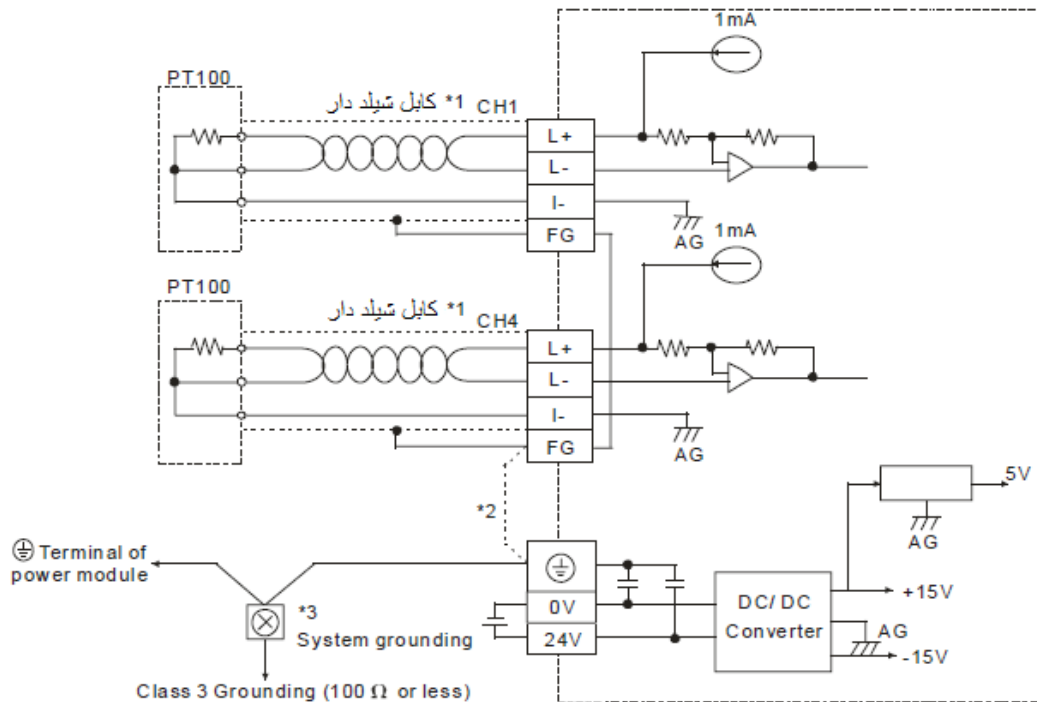 1mA
PT100
کابل شیلد دار *1 CH1
L+
L-
I-
FG
AG
1mA
PT100
کابل شیلد دار *1 CH4
L+
L-
I-
FG
AG
*2
5V
AG
⏚ Terminal of
power module
⏚
0V
24V
*3
System grounding
DC/DC
Converter
+15V
AG
-15V
Class 3 Grounding (100 Ω or less)